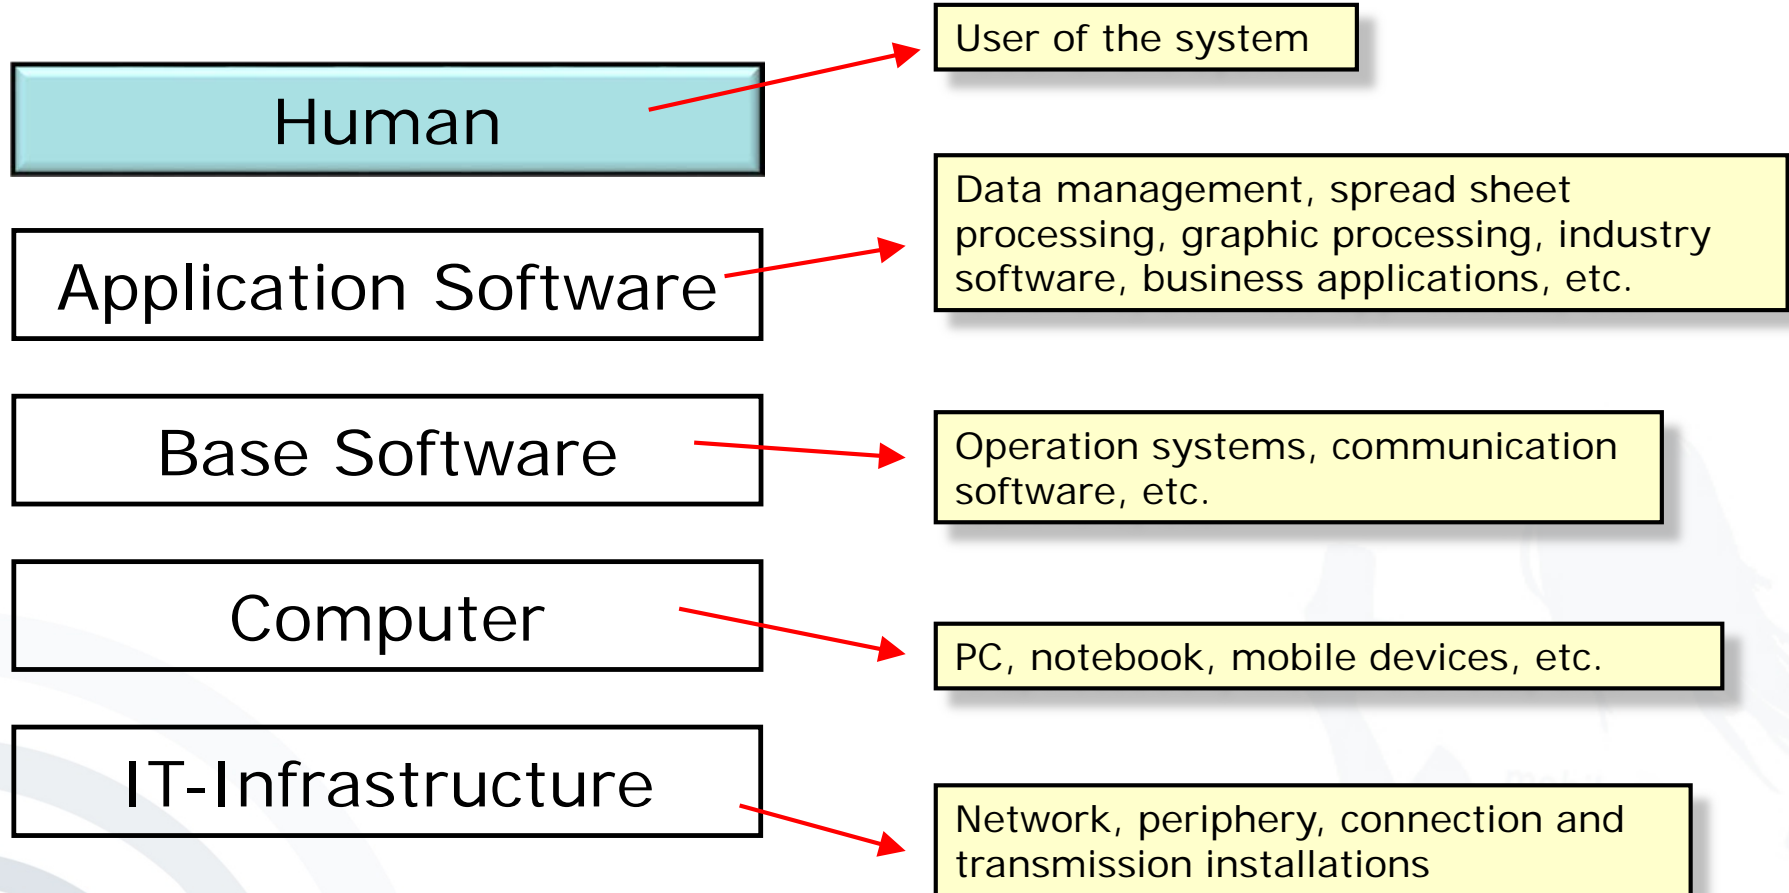 Human
User of the system
Application Software
Data management, spread sheet
processing, graphic processing, industry
software, business applications, etc.
Base Software
Operation systems, communication
software, etc.
Computer
PC, notebook, mobile devices, etc.
IT-Infrastructure
Network, periphery, connection and
transmission installations